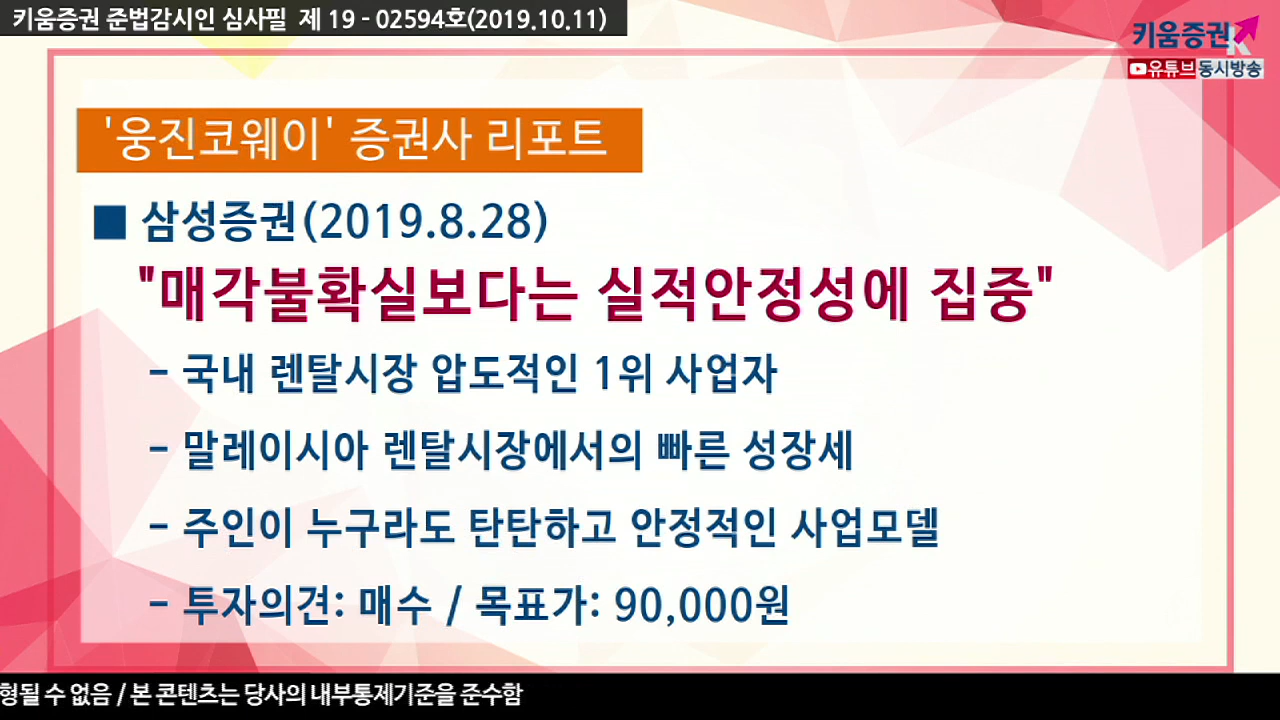 키움증권 준법감시인 심사필 제 19 - 02594호(2019.10.11)
키움증권
유튜브 동시방송
'웅진코웨이' 증권사 리포트
■ 삼성증권(2019.8.28)
"매각불확실보다는 실적안정성에 집중"
- 국내 렌탈시장 압도적인 1위 사업자
- 말레이시아 렌탈시장에서의 빠른 성장세
- 주인이 누구라도 탄탄하고 안정적인 사업모델
- 투자의견: 매수 / 목표가: 90,000원
형될 수 없음 / 본 콘텐츠는 당사의 내부통제기준을 준수함